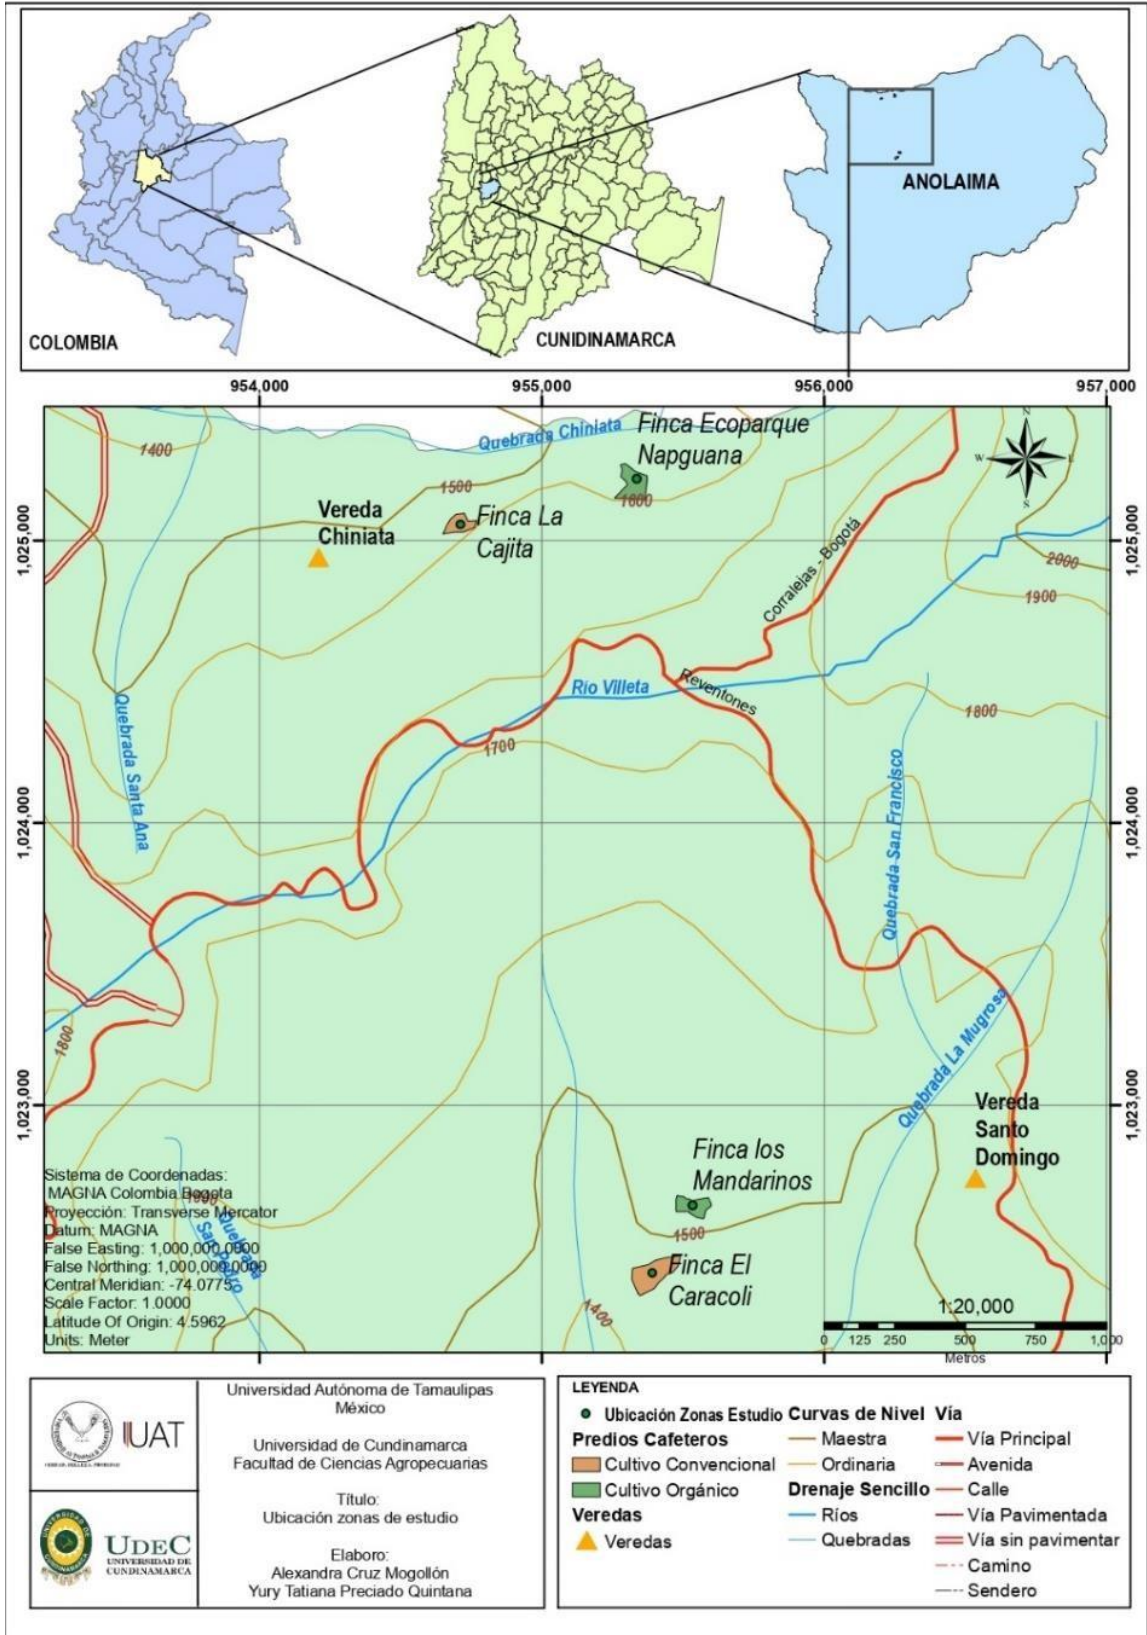 COLOMBIA
CUNIDINAMARCA
ANOLAIMA
954,000
955,000
956,000
957,000
1,025,000
1,024,000
1,023,000
1,025,000
1,024,000
1,023,000
N
W
E
S
1400
Quebrada Chiniata
Finca Ecoparque
Napguana
1500
1600
Vereda
Chiniata
Finca La
Cajita
Corralejas - Bogotá
2000
1900
Río Villeta
Reventones
1800
Quebrada Santa Ana
1700
Quebrada San Francisco
1800
Quebrada La Mugrosa
Vereda
Santo
Domingo
Finca los
Mandarinos
1500
Finca El
Caracoli
1400
Quebrada
San Pedro
Sistema de Coordenadas:
MAGNA Colombia Bogota
Proyección: Transverse Mercator
Datum: MAGNA
False Easting: 1,000,000.0000
False Northing: 1,000,000.0000
Central Meridian: -74.0775
Scale Factor: 1.0000
Latitude Of Origin: 4.5962
Units: Meter
1:20,000
0 125 250 500 750 1,000
Metros
UAT
UDEC
UNIVERSIDAD DE
CUNDINAMARCA
Universidad Autónoma de Tamaulipas
México
Universidad de Cundinamarca
Facultad de Ciencias Agropecuarias
Título:
Ubicación zonas de estudio
Elaboro:
Alexandra Cruz Mogollón
Yury Tatiana Preciado Quintana
LEYENDA
Ubicación Zonas Estudio
Predios Cafeteros
Cultivo Convencional
Cultivo Orgánico
Veredas
Veredas
Curvas de Nivel
Maestra
Ordinaria
Drenaje Sencillo
Ríos
Quebradas
Vía
Vía Principal
Avenida
Calle
Vía Pavimentada
Vía sin pavimentar
Camino
Sendero